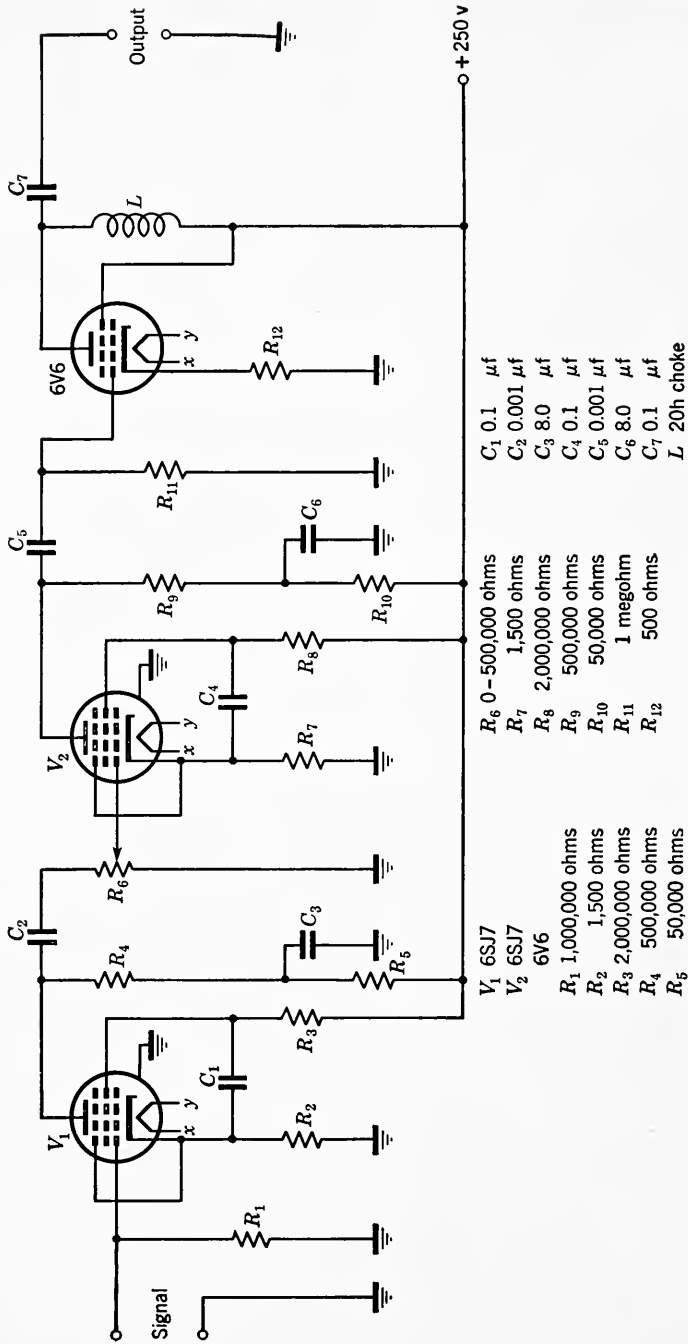 Signal
R₁
V₁
x
y
R₂
C₁
R₃
R₄
C₃
R₅
C₂
R₆
V₂
x
y
R₇
C₄
R₈
R₉
C₆
R₁₀
C₅
R₁₁
6V6
x
y
R₁₂
L
C₇
Output
+250 v
V₁ 6SJ7
V₂ 6SJ7
6V6
R₁ 1,000,000 ohms
R₂ 1,500 ohms
R₃ 2,000,000 ohms
R₄ 500,000 ohms
R₅ 50,000 ohms
R₆ 0–500,000 ohms
R₇ 1,500 ohms
R₈ 2,000,000 ohms
R₉ 500,000 ohms
R₁₀ 50,000 ohms
R₁₁ 1 megohm
R₁₂ 500 ohms
C₁ 0.1 μf
C₂ 0.001 μf
C₃ 8.0 μf
C₄ 0.1 μf
C₅ 0.001 μf
C₆ 8.0 μf
C₇ 0.1 μf
L 20h choke